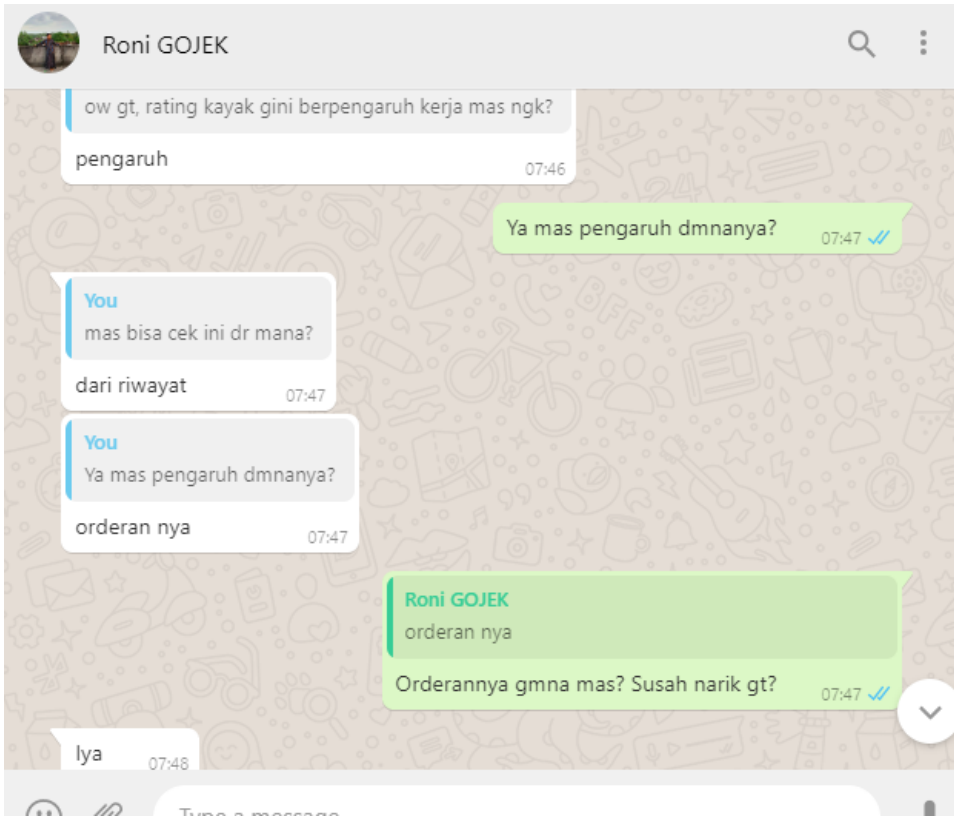 Roni GOJEK
ow gt, rating kayak gini berpengaruh kerja mas ngk?
pengaruh
07:46
Ya mas pengaruh dmnanya?
07:47
You
mas bisa cek ini dr mana?
dari riwayat
07:47
You
Ya mas pengaruh dmnanya?
orderan nya
07:47
Roni GOJEK
orderan nya
Orderannya gmna mas? Susah narik gt?
07:47
Iya
07:48
Type a message